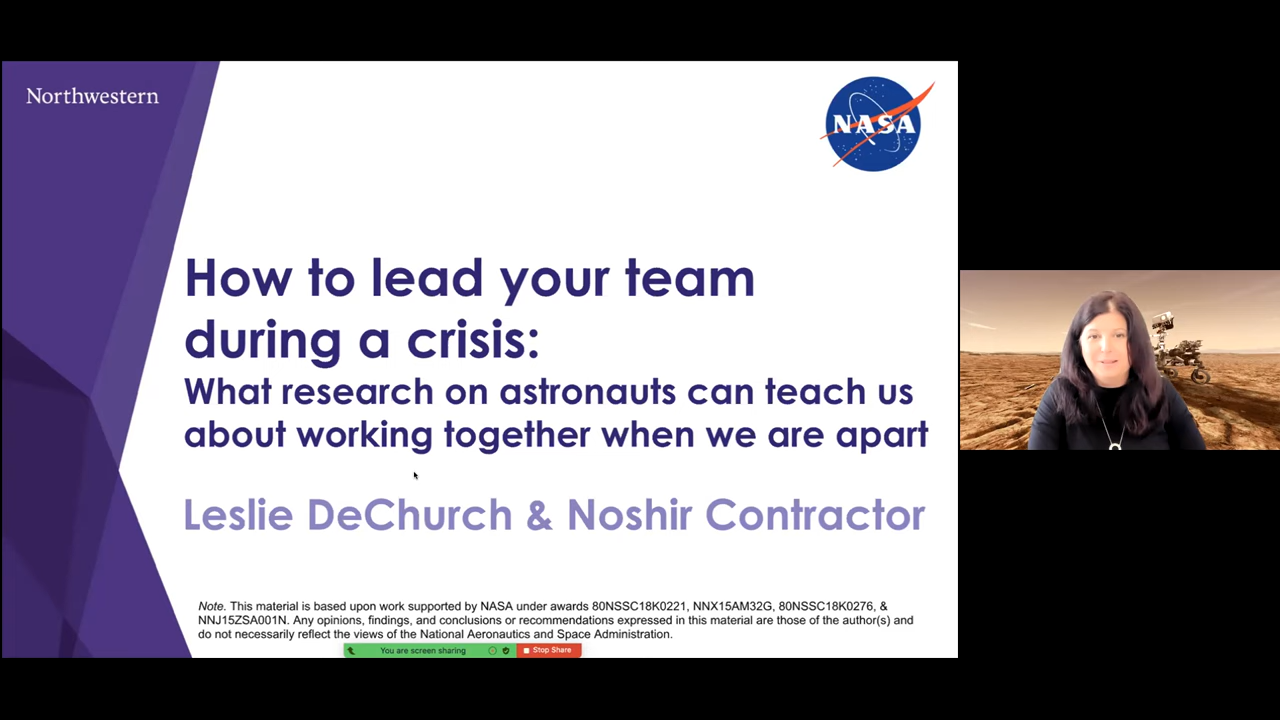 Northwestern
NASA
How to lead your team
during a crisis:
What research on astronauts can teach us
about working together when we are apart
Leslie DeChurch & Noshir Contractor
Note. This material is based upon work supported by NASA under awards 80NSSC18K0221, NNX15AM32G, 80NSSC18K0276, &
NNJ15ZSA001N. Any opinions, findings, and conclusions or recommendations expressed in this material are those of the author(s) and
do not necessarily reflect the views of the National Aeronautics and Space Administration.
You are screen sharing
Stop Share